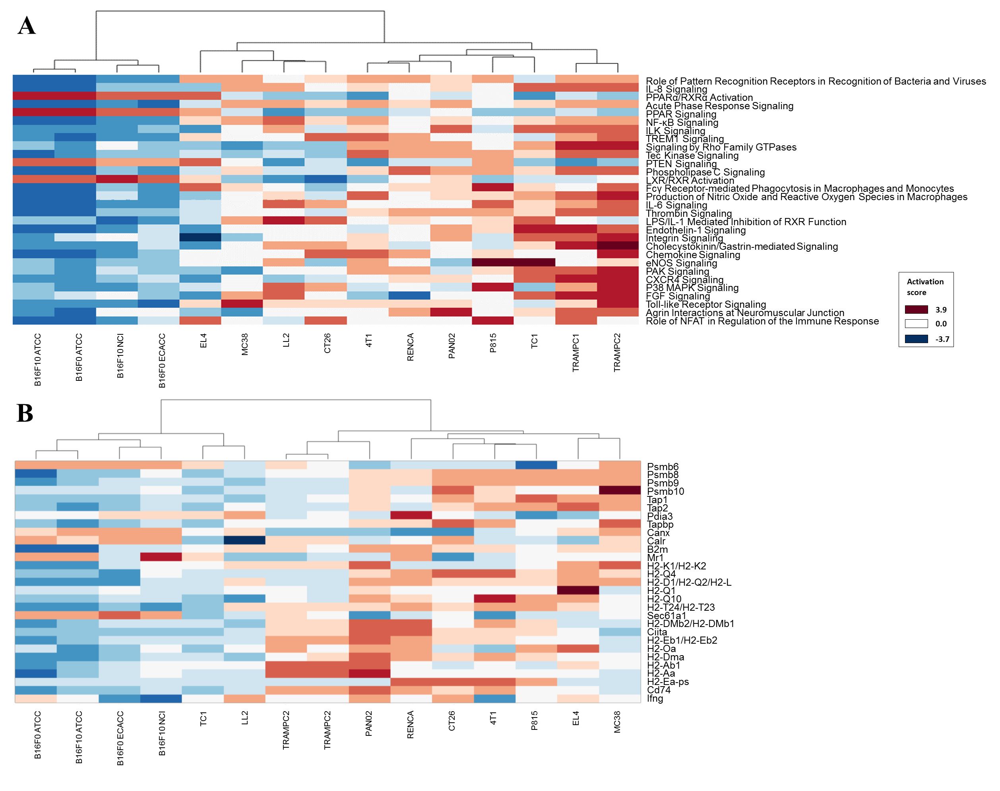 A
Role of Pattern Recognition Receptors in Recognition of Bacteria and Viruses
IL-8 Signaling
PPARα/RXRα Activation
Acute Phase Response Signaling
PPAR Signaling
NF-κB Signaling
ILK Signaling
TREM1 Signaling
Signaling by Rho Family GTPases
Tec Kinase Signaling
PTEN Signaling
Phospholipase C Signaling
LXR/RXR Activation
Fcγ Receptor-mediated Phagocytosis in Macrophages and Monocytes
Production of Nitric Oxide and Reactive Oxygen Species in Macrophages
IL-6 Signaling
Thrombin Signaling
LPS/IL-1 Mediated Inhibition of RXR Function
Endothelin-1 Signaling
Integrin Signaling
Cholecystokinin/Gastrin-mediated Signaling
Chemokine Signaling
eNOS Signaling
PAK Signaling
CXCR4 Signaling
P38 MAPK Signaling
FGF Signaling
Toll-like Receptor Signaling
Agrin Interactions at Neuromuscular Junction
Role of NFAT in Regulation of the Immune Response
Activation
score
3.9
0.0
-3.7
B16F10 ATCC
B16F0 ATCC
B16F10 NCI
B16F0 ECACC
EL4
MC38
LL2
CT26
4T1
RENCA
PAN02
P815
TC1
TRAMPC1
TRAMPC2
B
Psmb6
Psmb8
Psmb9
Psmb10
Tap1
Tap2
Pdia3
Tapbp
Canx
Calr
B2m
Mr1
H2-K1/H2-K2
H2-Q4
H2-D1/H2-Q2/H2-L
H2-Q1
H2-Q10
H2-T24/H2-T23
Sec61a1
H2-DMb2/H2-DMb1
Ciita
H2-Eb1/H2-Eb2
H2-Oa
H2-Dma
H2-Ab1
H2-Aa
H2-Ea-ps
Cd74
Ifng
B16F0 ATCC
B16F10 ATCC
B16F0 ECACC
B16F10 NCI
TC1
LL2
TRAMPC2
TRAMPC2
PAN02
RENCA
CT26
4T1
P815
EL4
MC38